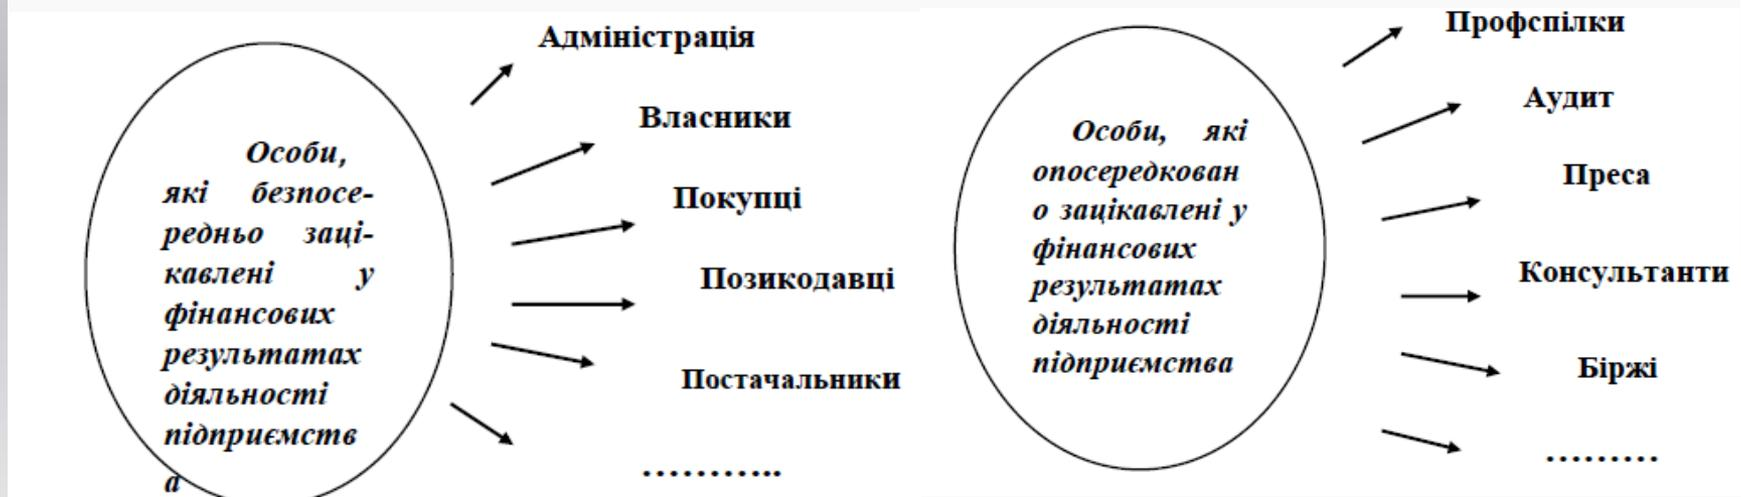 Особи,
які безпосе-
редньо заці-
кавлені у
фінансових
результатах
діяльності
підприємств
а
Адміністрація
Власники
Покупці
Позикодавці
Постачальники
………..
Особи, які
опосередкован
о зацікавлені у
фінансових
результатах
діяльності
підприємства
Профспілки
Аудит
Преса
Консультанти
Біржі
………